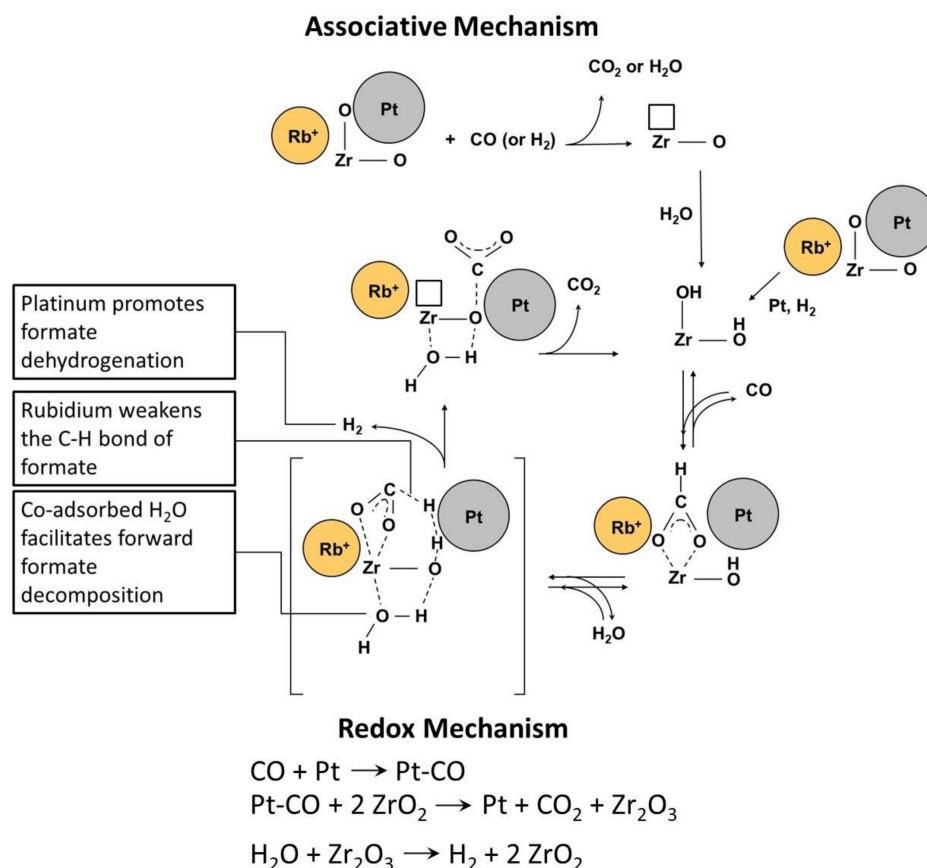 Associative Mechanism
CO₂ or H₂O
O
Pt
Rb⁺
Zr — O
+ CO (or H₂)
Zr — O
H₂O
O
Pt
Rb⁺
Zr — O
Pt, H₂
O O
C
Rb⁺
Pt
Zr — O
O – H
H
CO₂
OH
Zr — O
H
CO
Platinum promotes
formate
dehydrogenation
Rubidium weakens
the C-H bond of
formate
Co-adsorbed H₂O
facilitates forward
formate
decomposition
H₂
C
O
O
H
H
Pt
Rb⁺
Zr — O
O — H
H
H
C
Rb⁺
O O
Pt
H
Zr — O
H₂O
Redox Mechanism
CO + Pt ⟶ Pt-CO
Pt-CO + 2 ZrO₂ ⟶ Pt + CO₂ + Zr₂O₃
H₂O + Zr₂O₃ ⟶ H₂ + 2 ZrO₂